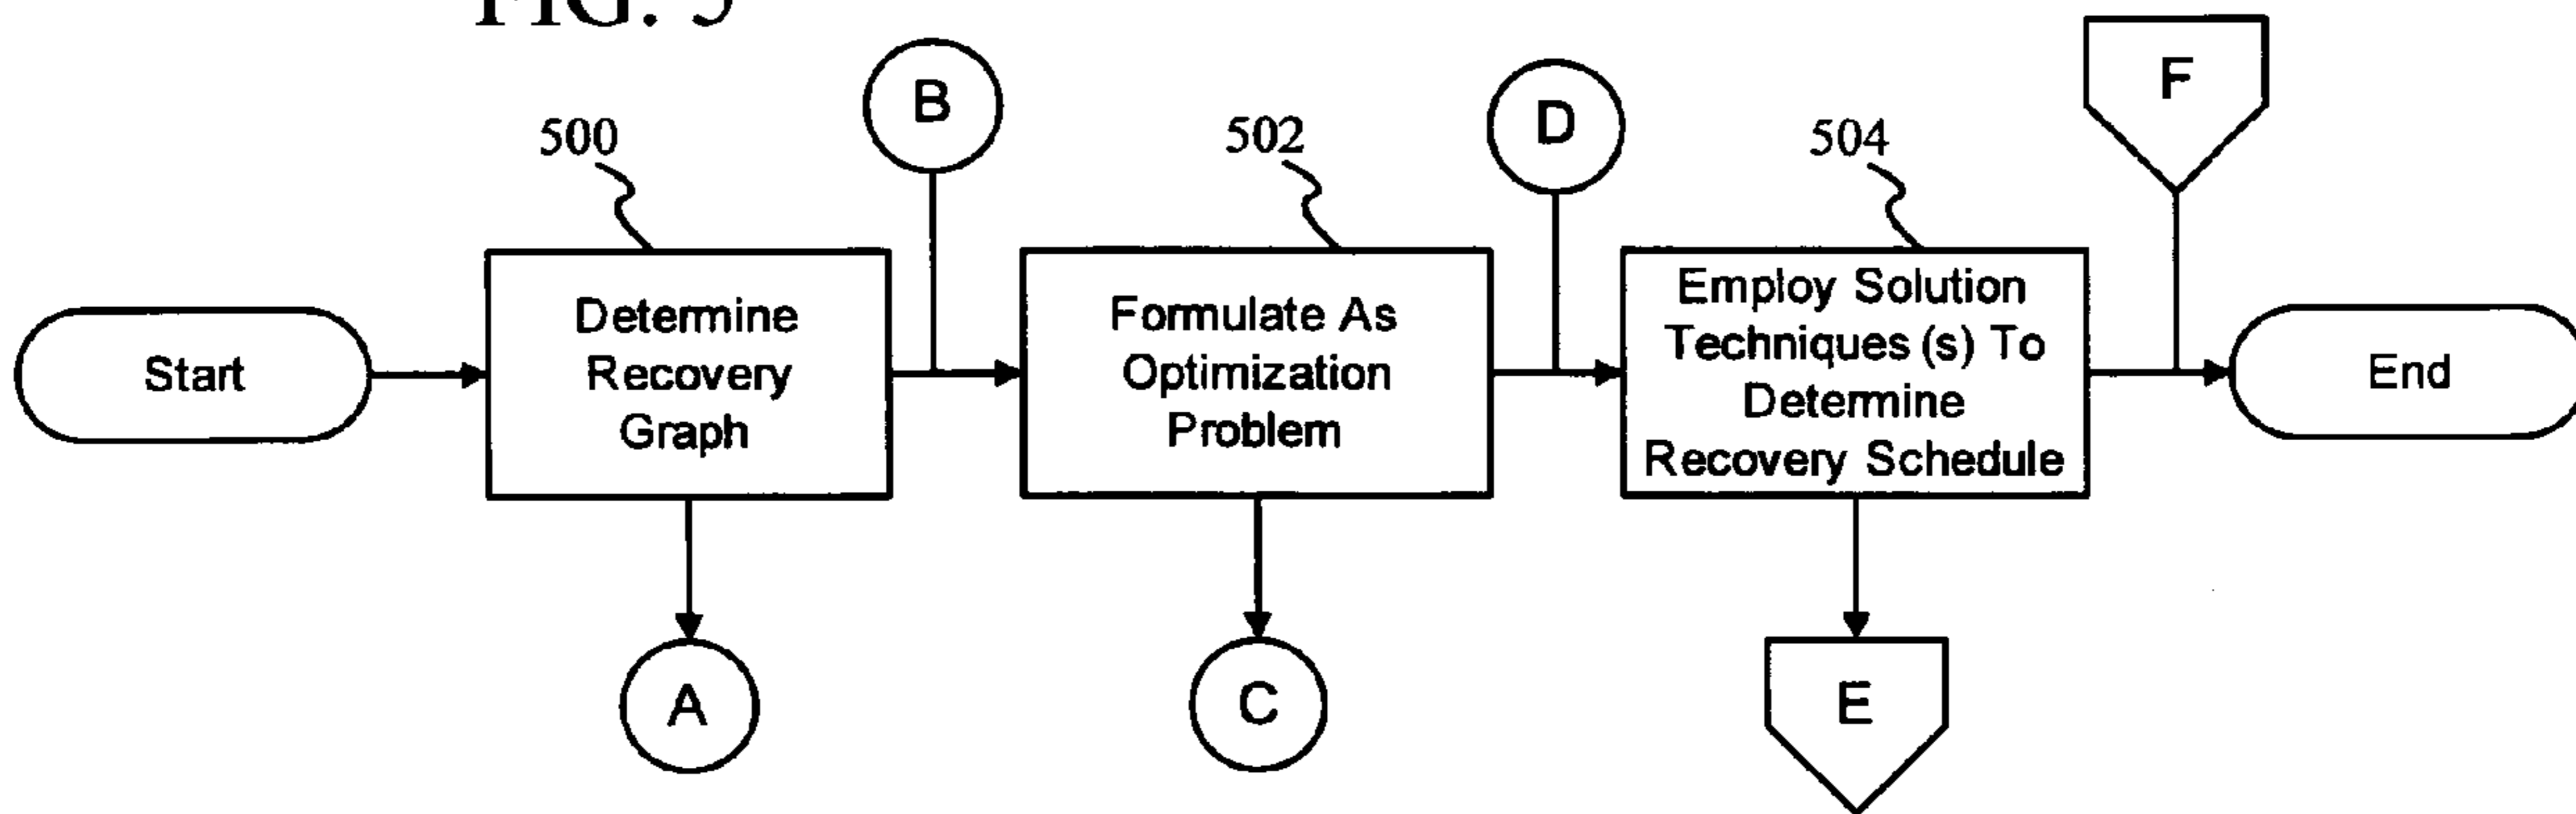 FIG. 5
B
F
D
500
502
504
Start
Determine
Recovery
Graph
Formulate As
Optimization
Problem
Employ Solution
Techniques (s) To
Determine
Recovery Schedule
End
A
C
E